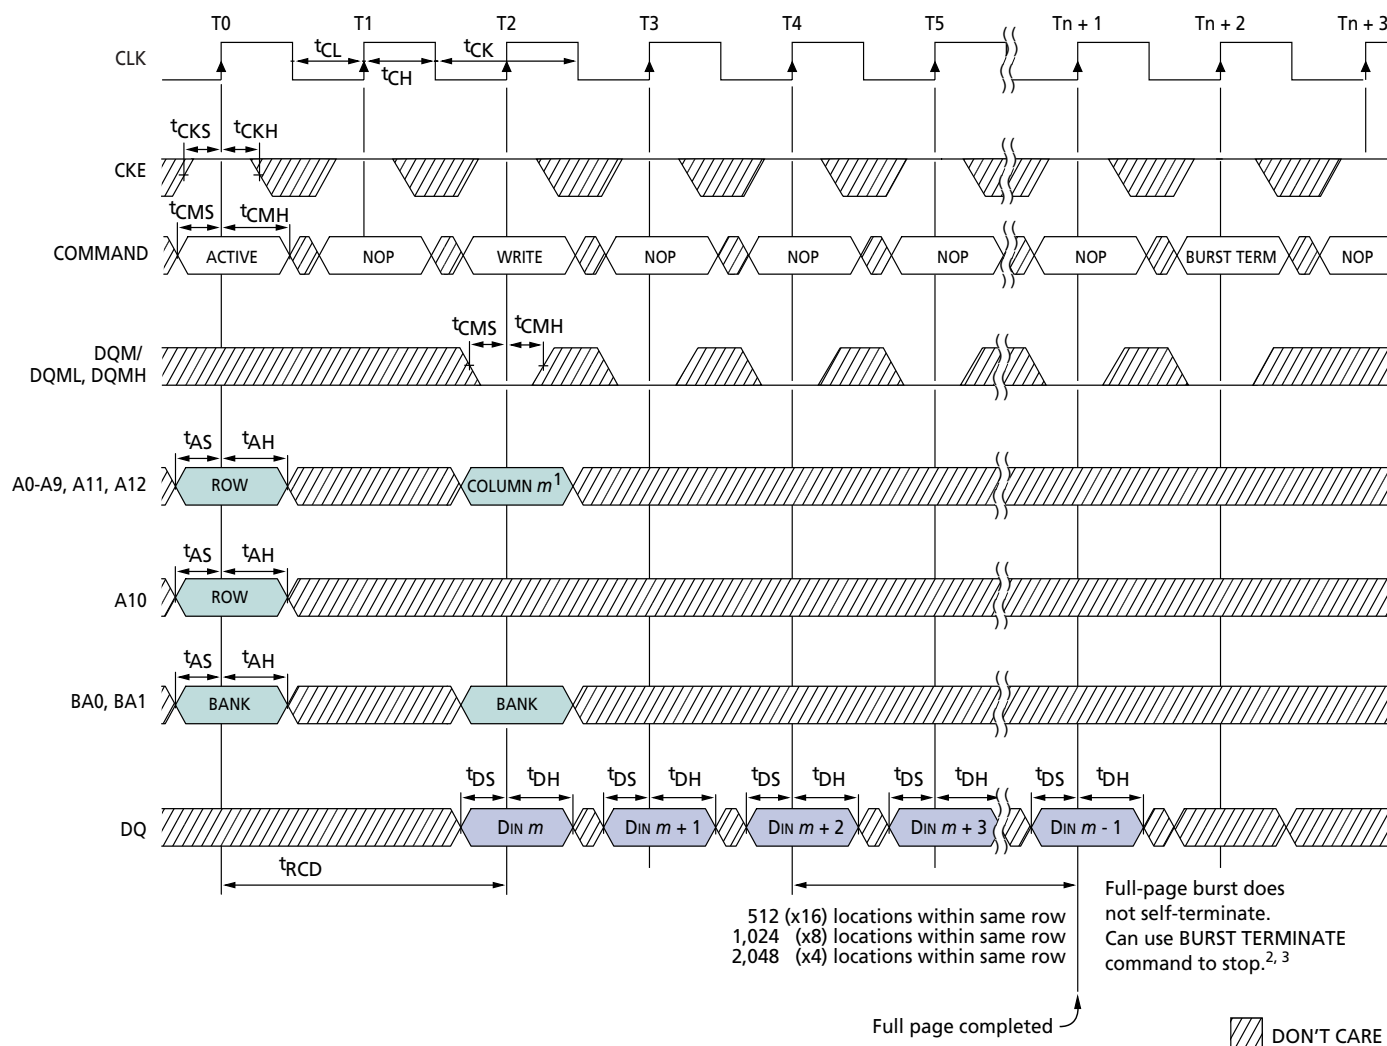 T0 T1 T2 T3 T4 T5 Tn + 1 Tn + 2 Tn + 3
CLK tCL tCH tCK
tCKS tCKH
CKE
tCMS tCMH
COMMAND ACTIVE NOP WRITE NOP NOP NOP NOP BURST TERM NOP
tCMS tCMH
DQM/
DQML, DQMH
tAS tAH
A0-A9, A11, A12 ROW COLUMN m1
tAS tAH
A10 ROW
tAS tAH
BA0, BA1 BANK BANK
tDS tDH tDS tDH tDS tDH tDS tDH tDS tDH
DQ DIN m DIN m + 1 DIN m + 2 DIN m + 3 DIN m - 1
tRCD
512 (x16) locations within same row
1,024 (x8) locations within same row
2,048 (x4) locations within same row
Full-page burst does
not self-terminate.
Can use BURST TERMINATE
command to stop.2, 3
Full page completed
DON'T CARE